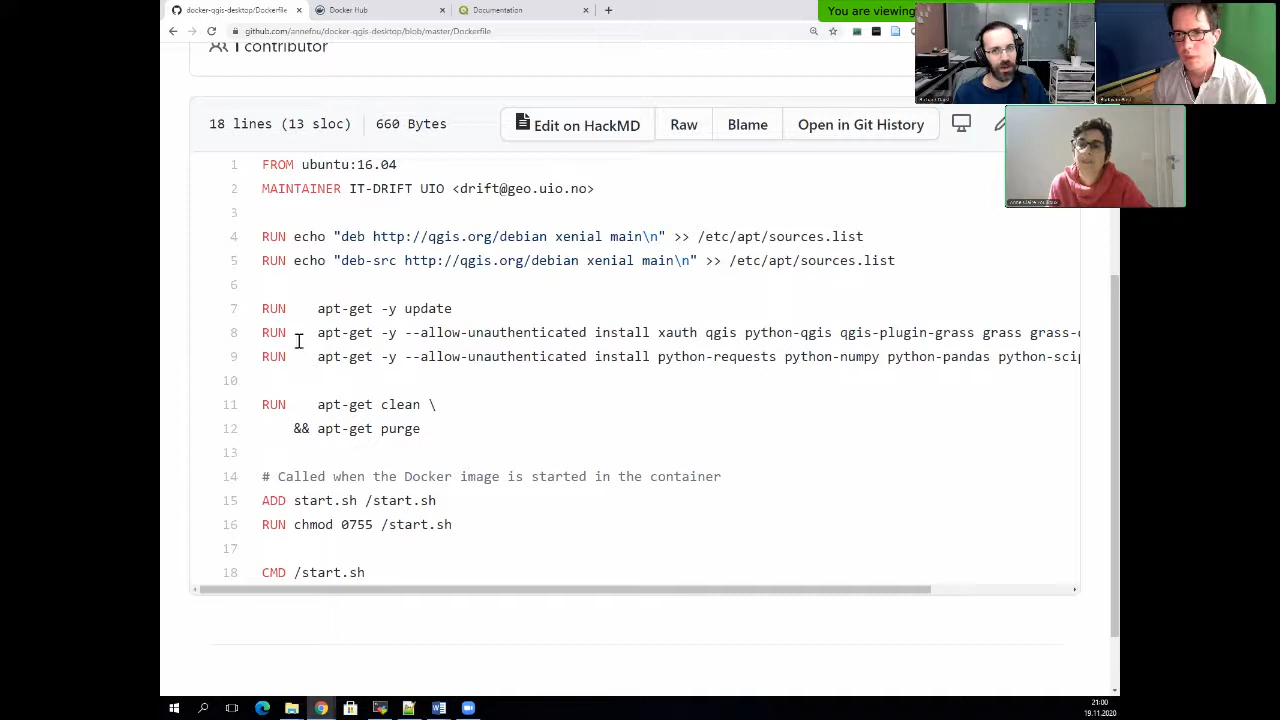 docker-qgis-desktop/Dockerfile
Docker Hub
Documentation
You are viewing
github.com/annefou/docker-qgis-desktop/blob/master/Dockerfile
1 contributor
18 lines (13 sloc)
660 Bytes
Edit on HackMD
Raw
Blame
Open in Git History
1 FROM ubuntu:16.04
2 MAINTAINER IT-DRIFT UIO <drift@geo.uio.no>
3
4 RUN echo "deb http://qgis.org/debian xenial main\n" >> /etc/apt/sources.list
5 RUN echo "deb-src http://qgis.org/debian xenial main\n" >> /etc/apt/sources.list
6
7 RUN    apt-get -y update
8 RUN    apt-get -y --allow-unauthenticated install xauth qgis python-qgis qgis-plugin-grass grass grass-
9 RUN    apt-get -y --allow-unauthenticated install python-requests python-numpy python-pandas python-scip
10
11 RUN    apt-get clean \
12     && apt-get purge
13
14 # Called when the Docker image is started in the container
15 ADD start.sh /start.sh
16 RUN chmod 0755 /start.sh
17
18 CMD /start.sh
21:00
19.11.2020